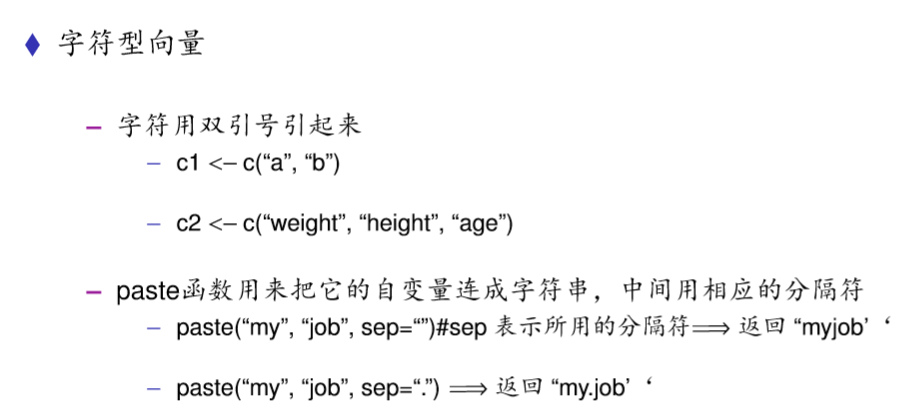 ♦ 字符型向量
– 字符用双引号引起来
– c1 <– c(“a”, “b”)
– c2 <– c(“weight”, “height”, “age”)
– paste函数用来把它的自变量连成字符串，中间用相应的分隔符
– paste(“my”, “job”, sep=“”)#sep 表示所用的分隔符⟹ 返回 “myjob’ ‘
– paste(“my”, “job”, sep=“.”) ⟹ 返回 “my.job’ ‘